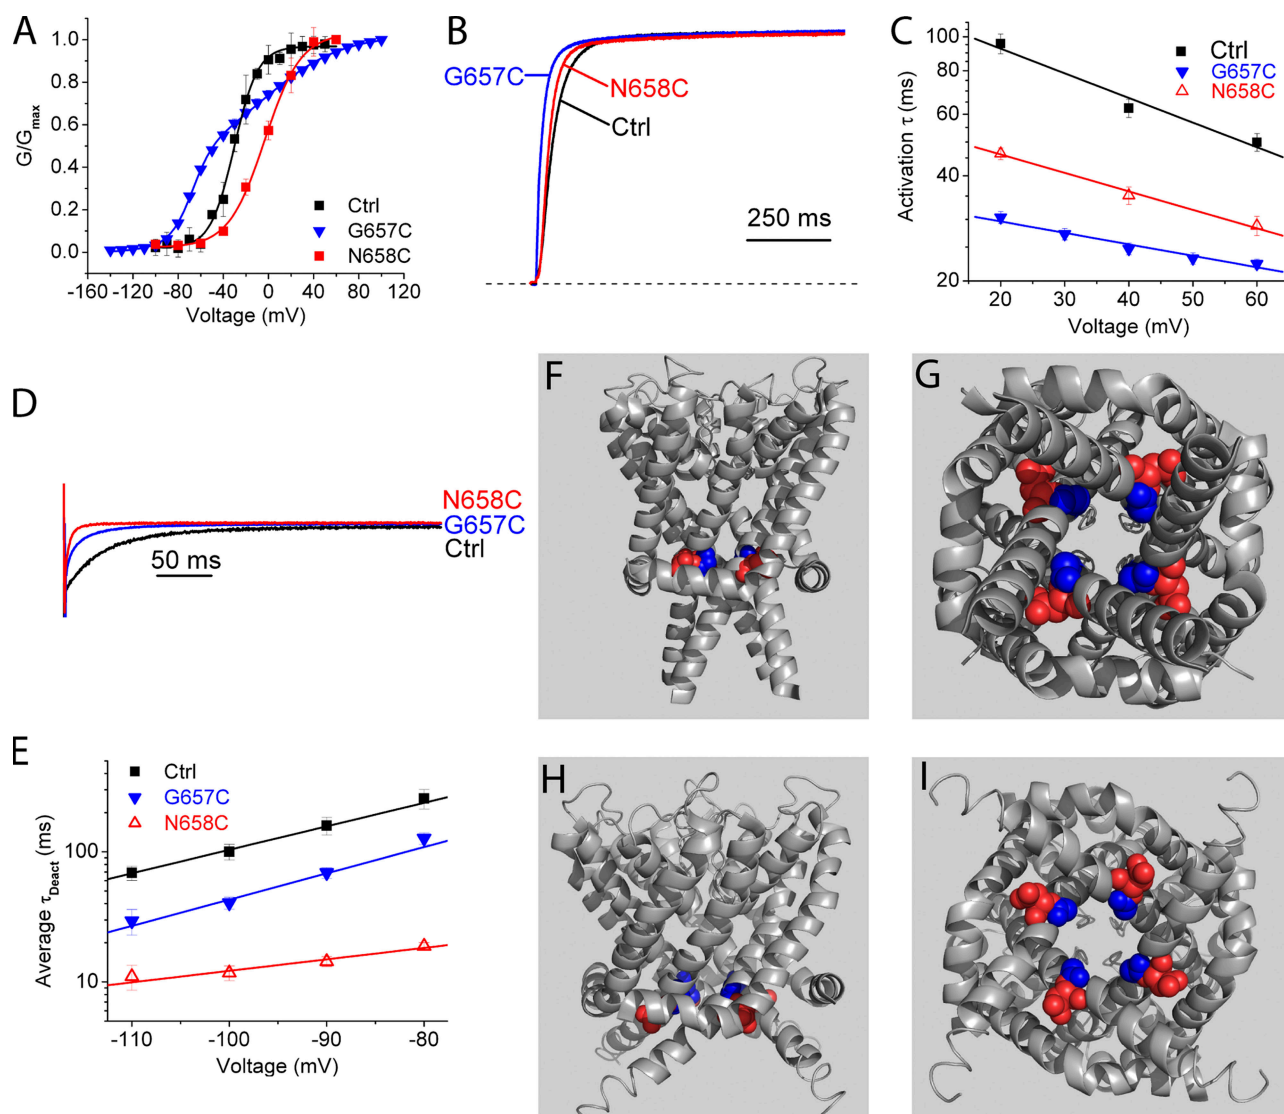 A
G/Gmax
1.0
0.8
0.6
0.4
0.2
0.0
-160
-120
-80
-40
0
40
80
120
Voltage (mV)
Ctrl
G657C
N658C
B
G657C
N658C
Ctrl
250 ms
C
Activation τ (ms)
100
80
60
40
20
20
30
40
50
60
Voltage (mV)
Ctrl
G657C
N658C
D
N658C
G657C
Ctrl
50 ms
E
Average τDeact (ms)
100
10
-110
-100
-90
-80
Voltage (mV)
Ctrl
G657C
N658C
F
G
H
I